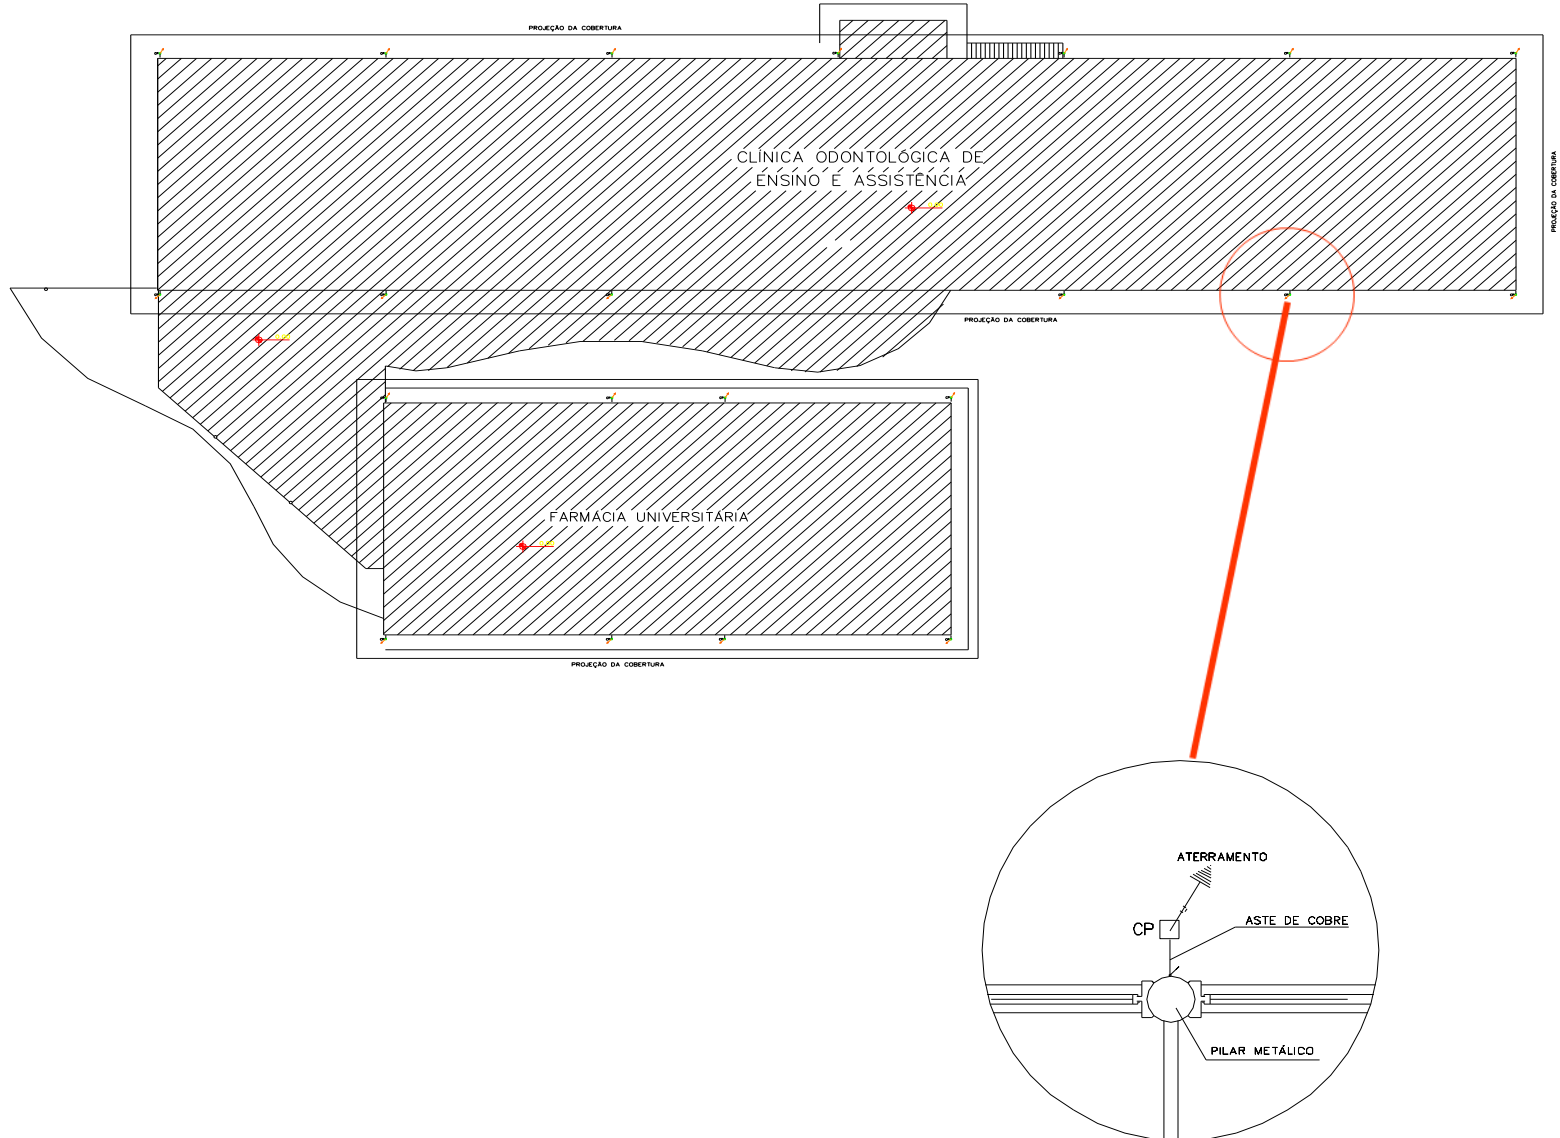 PROJEÇÃO DA COBERTURA
CLÍNICA ODONTOLÓGICA DE
ENSINO E ASSISTÊNCIA
PROJEÇÃO DA COBERTURA
PROJEÇÃO DA COBERTURA
FARMÁCIA UNIVERSITÁRIA
PROJEÇÃO DA COBERTURA
ATERRAMENTO
CP
ASTE DE COBRE
PILAR METÁLICO